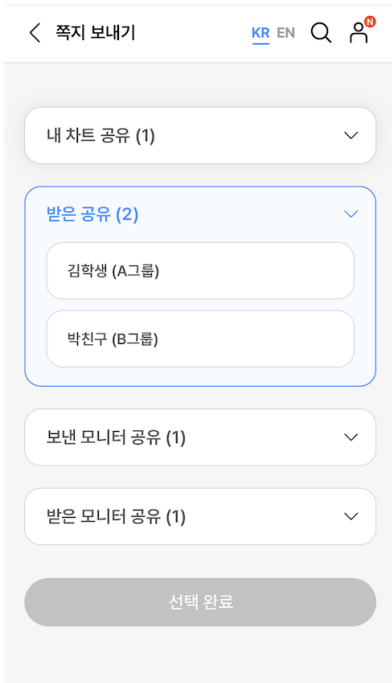 쪽지 보내기 KR EN N
내 차트 공유 (1)
받은 공유 (2)
김학생 (A그룹)
박친구 (B그룹)
보낸 모니터 공유 (1)
받은 모니터 공유 (1)
선택 완료